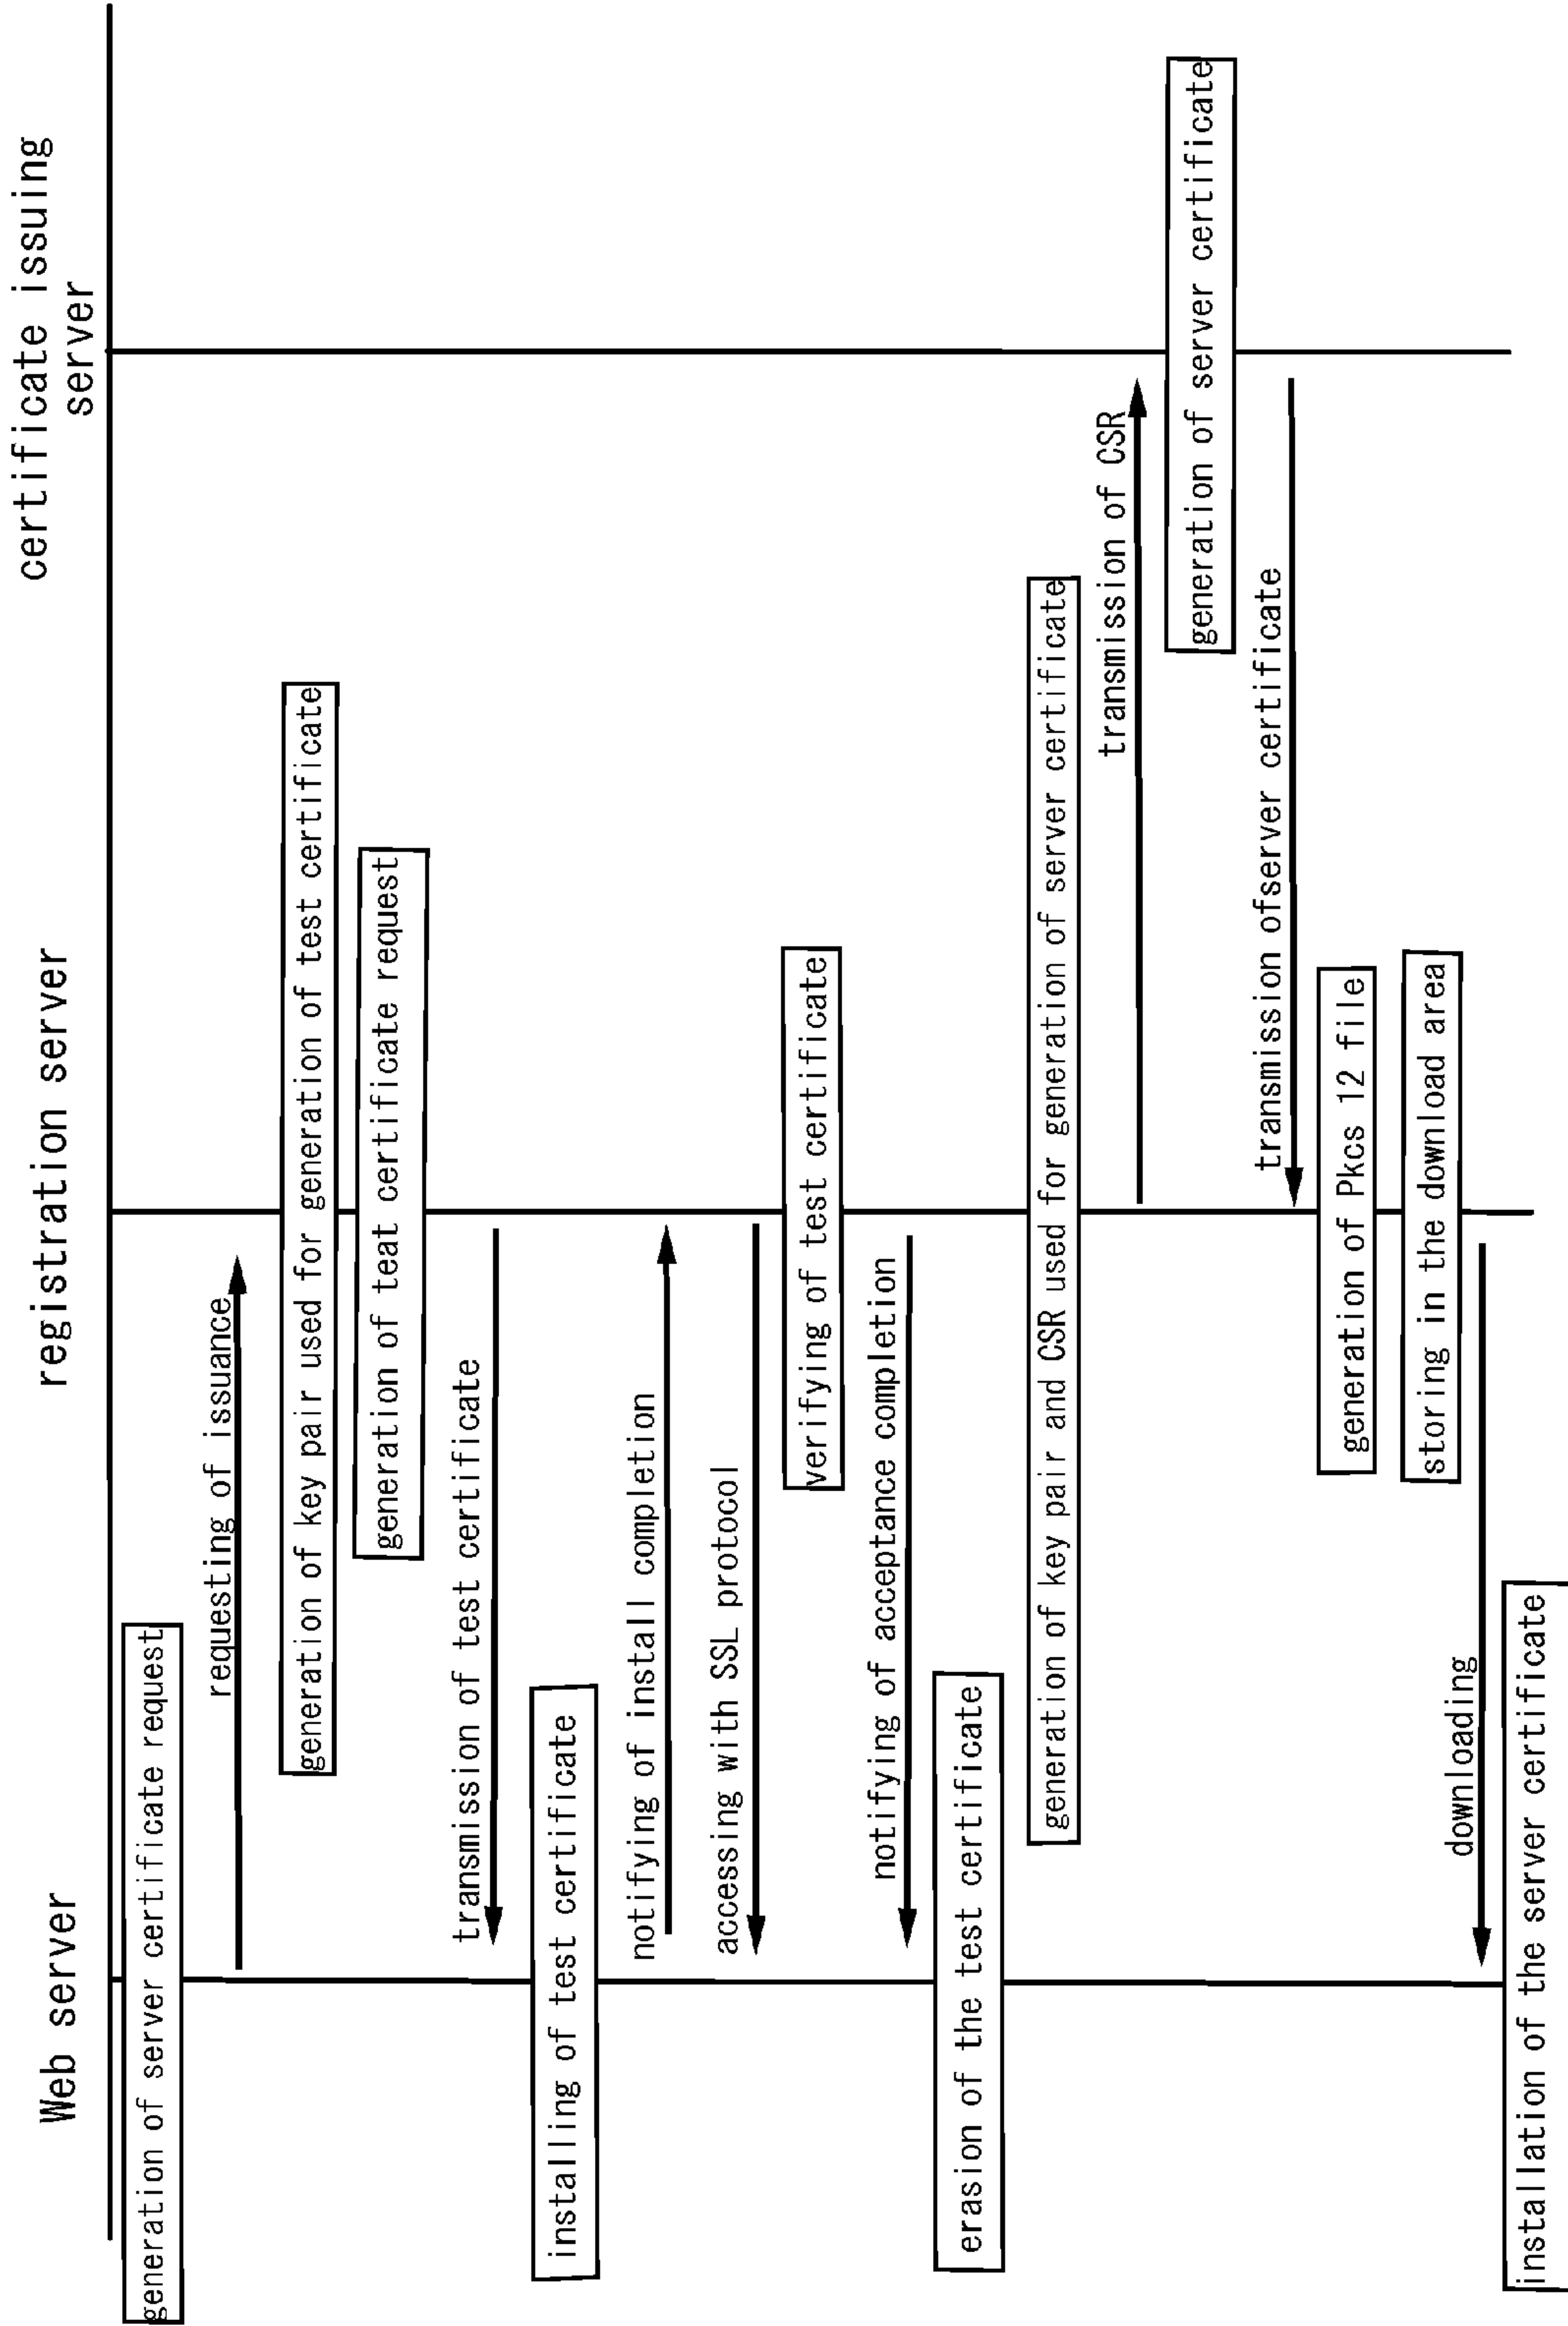 Web server
registration server
certificate issuing
server
generation of server certificate request
requesting of issuance
generation of key pair used for generation of test certificate
generation of teat certificate request
transmission of test certificate
installing of test certificate
notifying of install completion
accessing with SSL protocol
verifying of test certificate
notifying of acceptance completion
erasion of the test certificate
generation of key pair and CSR used for generation of server certificate
transmission of CSR
generation of server certificate
transmission ofserver certificate
generation of Pkcs 12 file
storing in the download area
downloading
installation of the server certificate